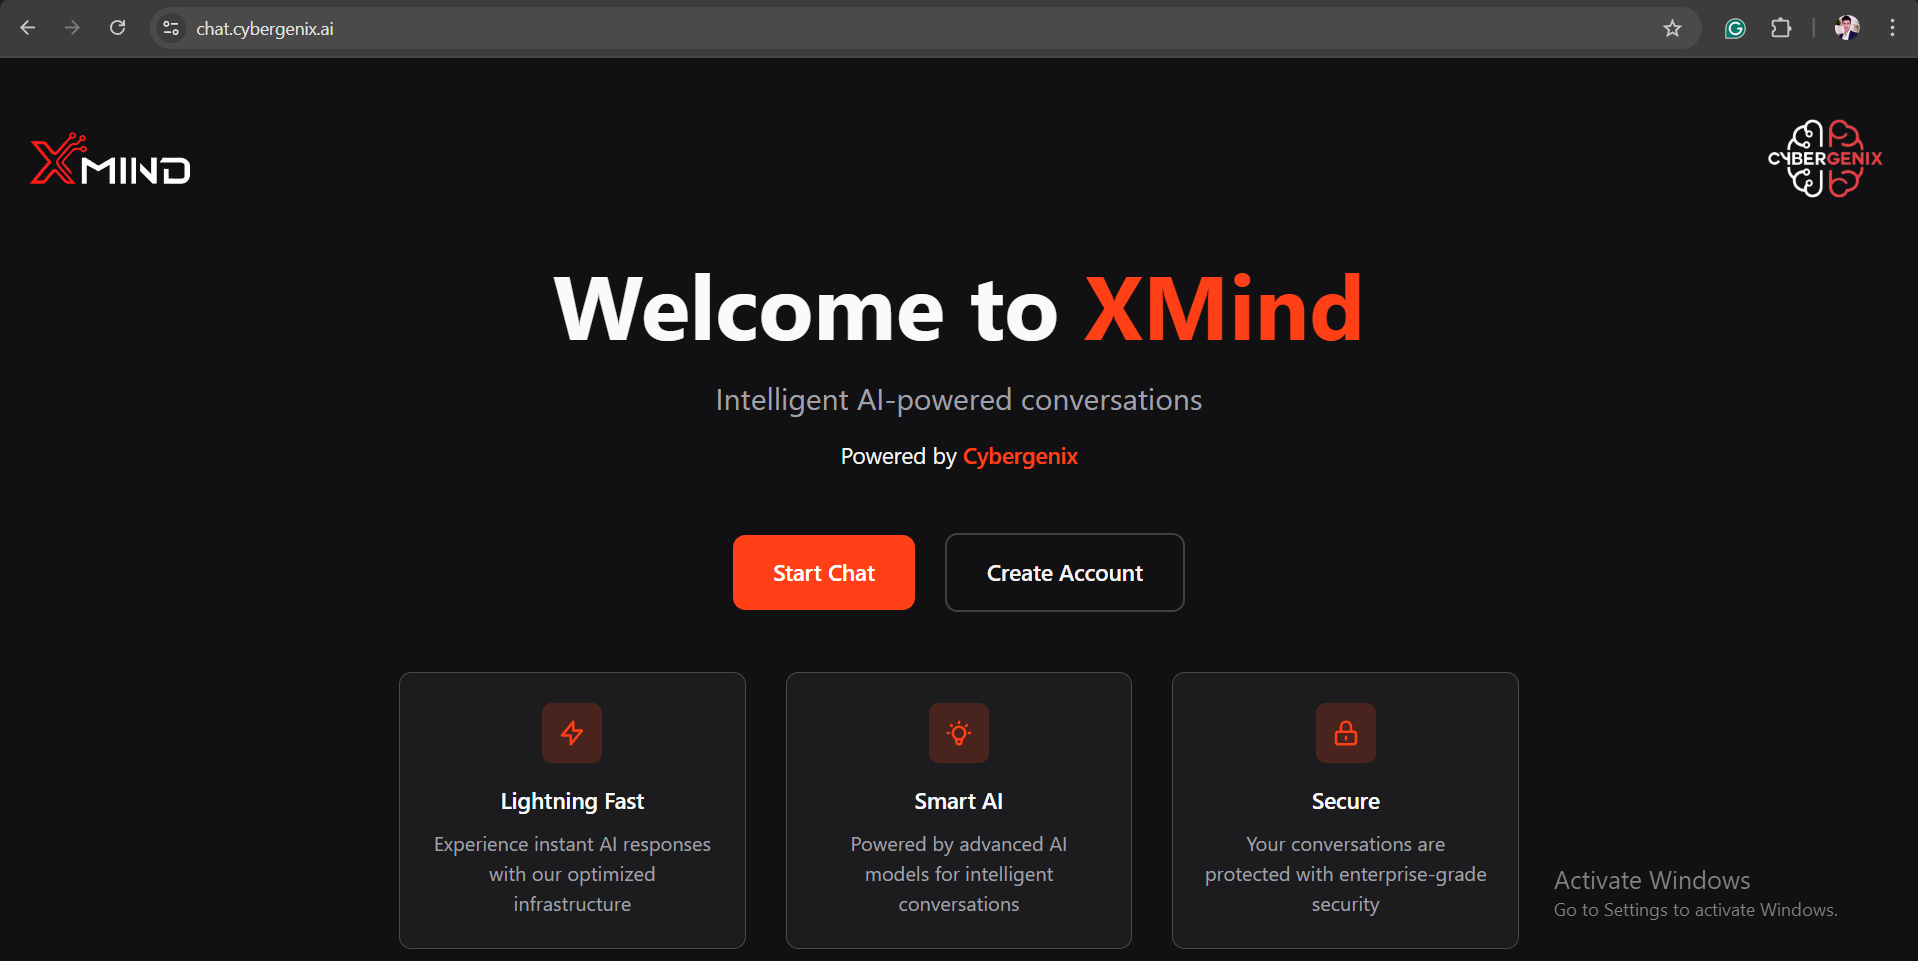 chat.cybergenix.ai
XMIND
CYBERGENIX
Welcome to XMind
Intelligent AI-powered conversations
Powered by Cybergenix
Start Chat
Create Account
Lightning Fast
Experience instant AI responses
with our optimized
infrastructure
Smart AI
Powered by advanced AI
models for intelligent
conversations
Secure
Your conversations are
protected with enterprise-grade
security
Activate Windows
Go to Settings to activate Windows.